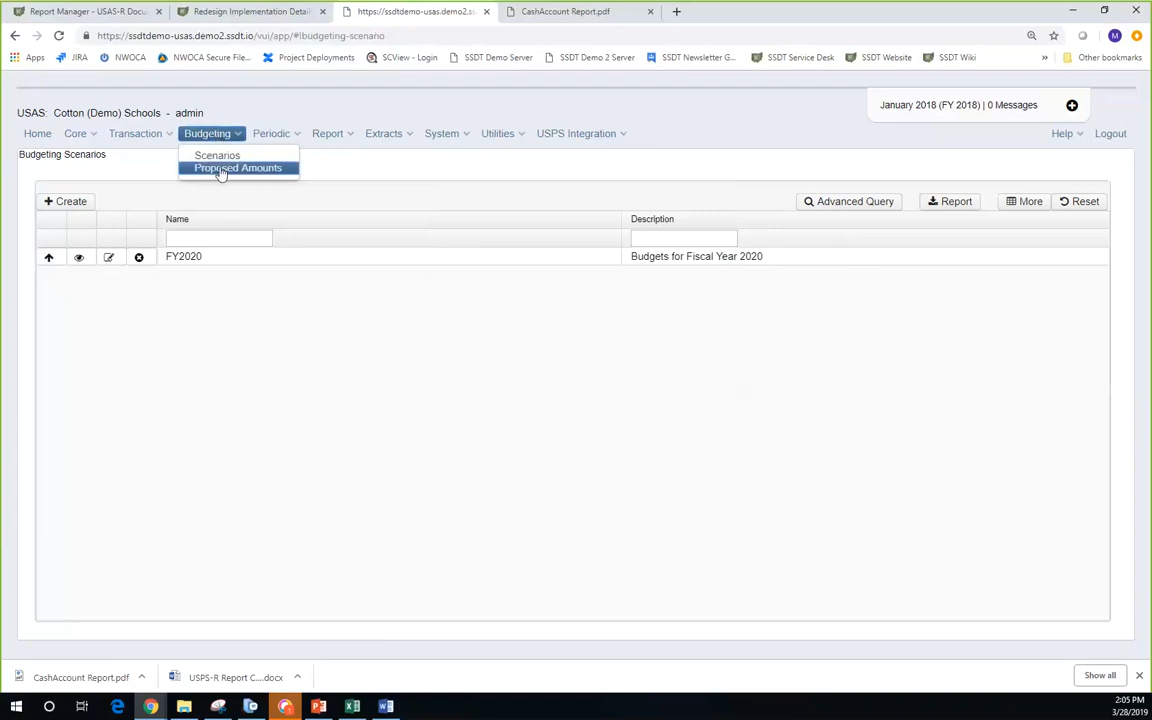 Report Manager - USAS-R Docu
Redesign Implementation Detail
https://ssdtdemo-usas.demo2.s
CashAccount Report.pdf
https://ssdtdemo-usas.demo2.ssdt.io/vui/app/#!budgeting-scenario
Apps
JIRA
NWOCA
NWOCA Secure File...
Project Deployments
SCView - Login
SSDT Demo Server
SSDT Demo 2 Server
SSDT Newsletter G...
SSDT Service Desk
SSDT Website
SSDT Wiki
»
Other bookmarks
USAS: Cotton (Demo) Schools - admin
January 2018 (FY 2018) | 0 Messages
Home
Core
Transaction
Budgeting
Periodic
Report
Extracts
System
Utilities
USPS Integration
Help
Logout
Budgeting Scenarios
Scenarios
Proposed Amounts
Create
Advanced Query
Report
More
Reset
Name
Description
FY2020
Budgets for Fiscal Year 2020
CashAccount Report.pdf
USPS-R Report C....docx
Show all
2:05 PM
3/28/2019